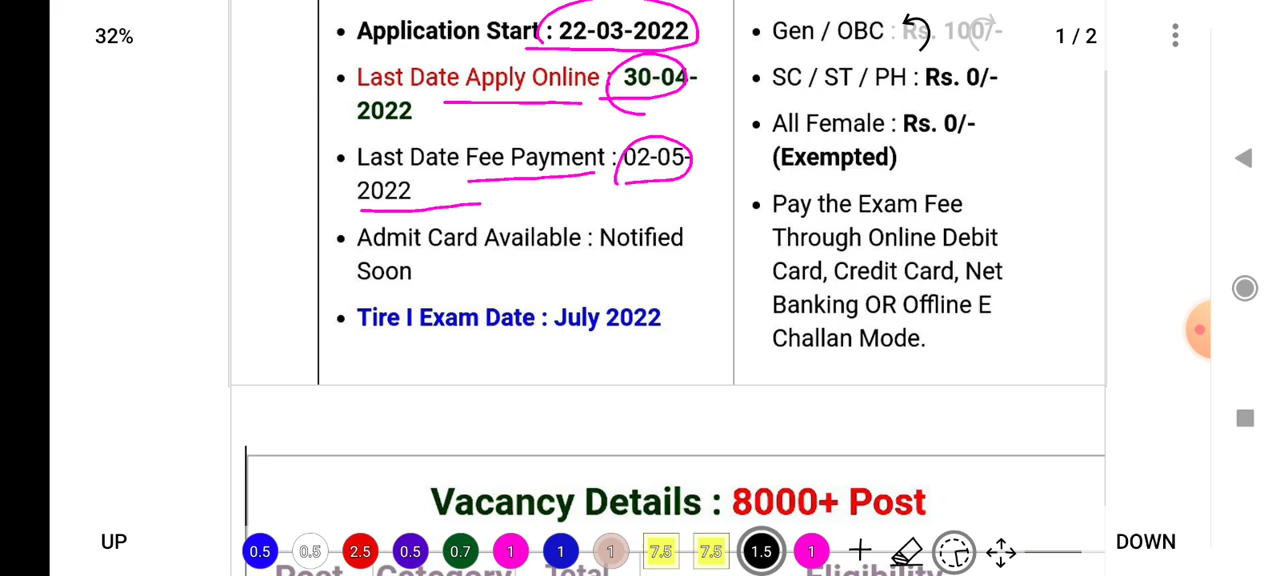 32%
1 / 2
Application Start : 22-03-2022
Last Date Apply Online : 30-04-
2022
Last Date Fee Payment : 02-05-
2022
Admit Card Available : Notified
Soon
Tire I Exam Date : July 2022
Gen / OBC : Rs. 100/-
SC / ST / PH : Rs. 0/-
All Female : Rs. 0/-
(Exempted)
Pay the Exam Fee
Through Online Debit
Card, Credit Card, Net
Banking OR Offline E
Challan Mode.
Vacancy Details : 8000+ Post
UP
0.5 0.5 2.5 0.5 0.7 1 1 1 7.5 7.5 1.5 1
DOWN
Post Category Total Eligibility